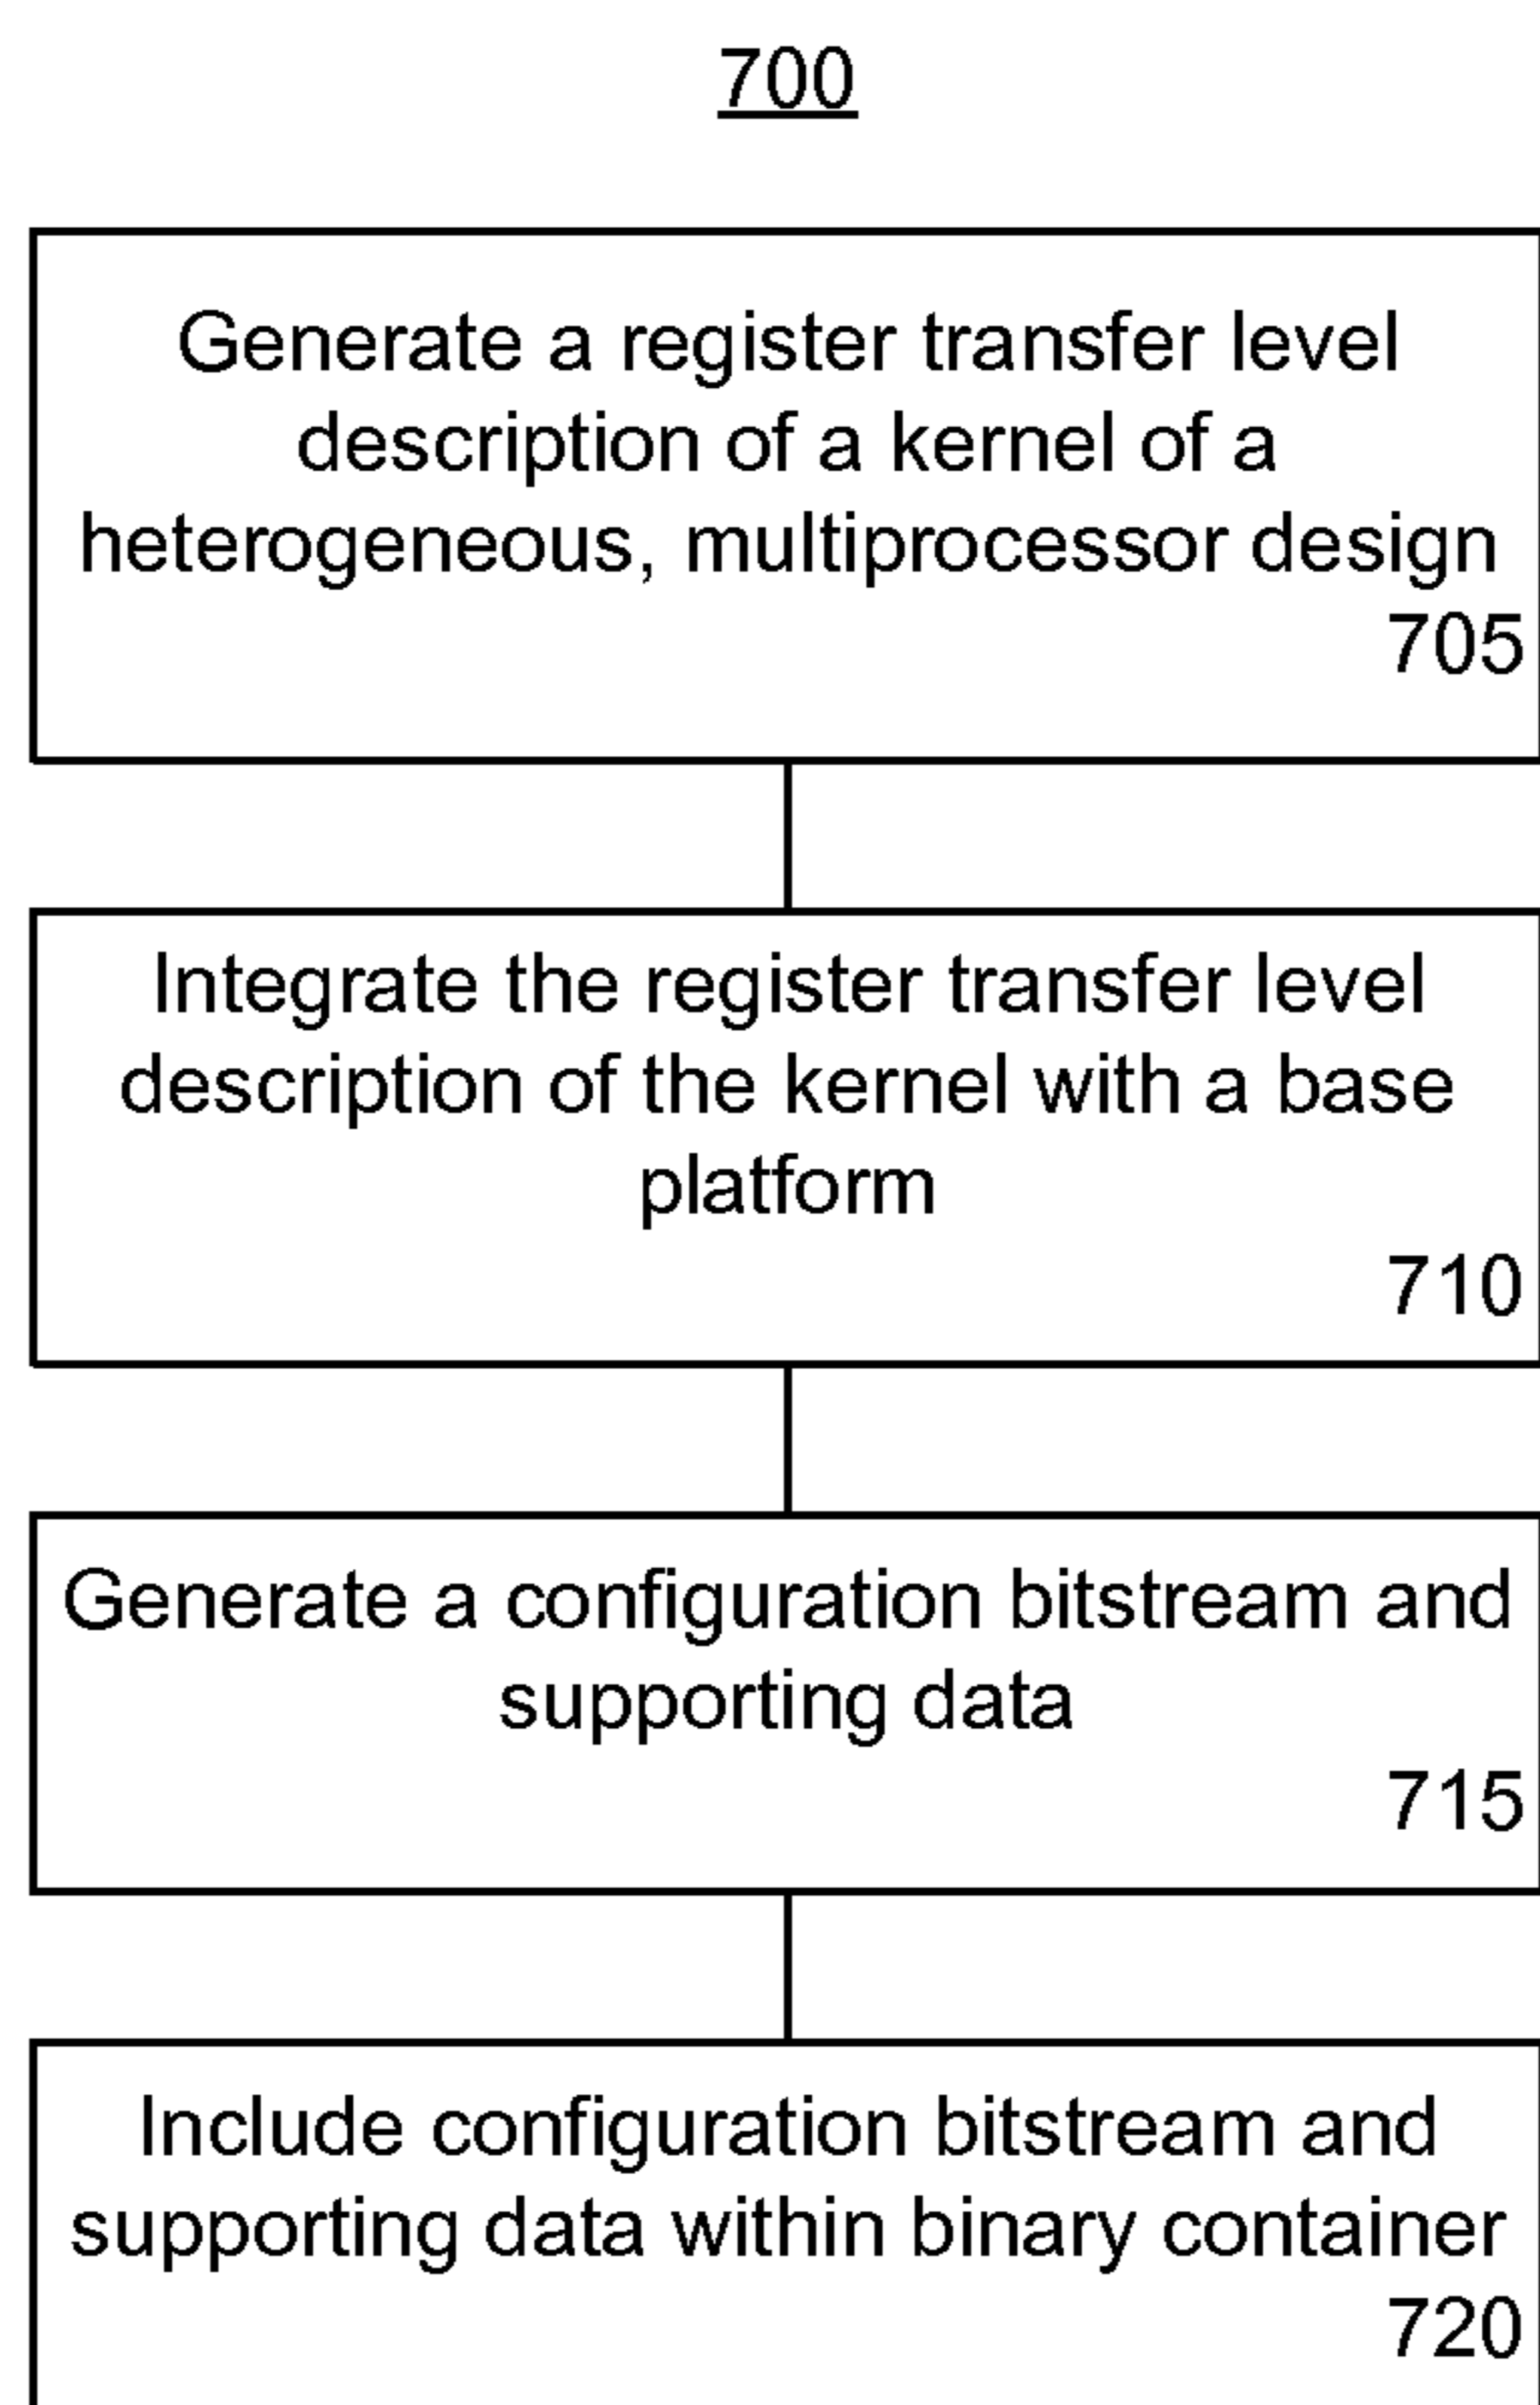 700
Generate a register transfer level
description of a kernel of a
heterogeneous, multiprocessor design
705
Integrate the register transfer level
description of the kernel with a base
platform
710
Generate a configuration bitstream and
supporting data
715
Include configuration bitstream and
supporting data within binary container
720